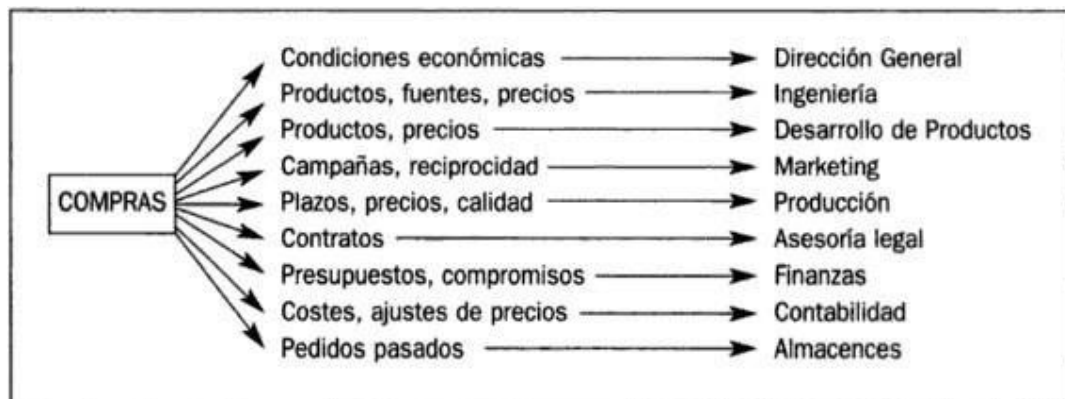 Condiciones económicas Dirección General
Productos, fuentes, precios Ingeniería
Productos, precios Desarrollo de Productos
Campañas, reciprocidad Marketing
COMPRAS Plazos, precios, calidad Producción
Contratos Asesoría legal
Presupuestos, compromisos Finanzas
Costes, ajustes de precios Contabilidad
Pedidos pasados Almacences